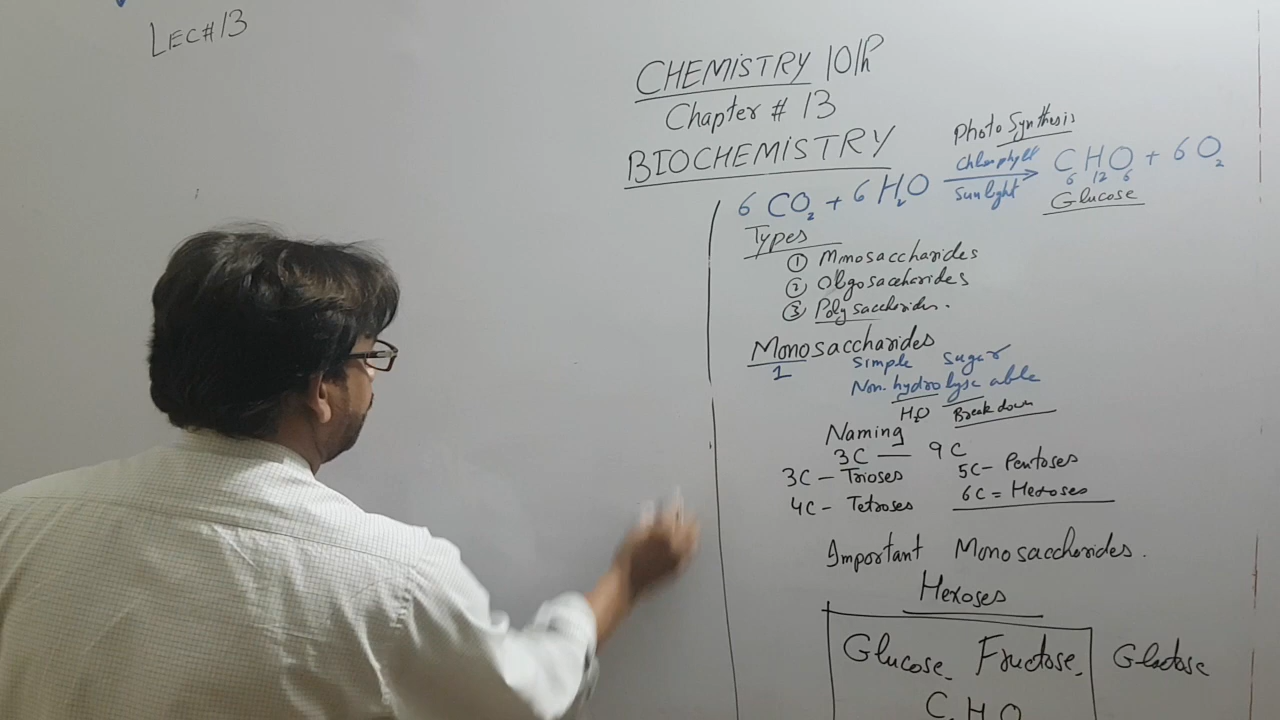 LEC#13
CHEMISTRY 10th
Chapter # 13
BIOCHEMISTRY
Photo Synthesis
chlorophyll
6 CO2 + 6 H2O → C6H12O6 + 6 O2
Sunlight
Glucose
Types
① Monosaccharides
② Oligosaccharides
③ Polysaccharides.
Monosaccharides
1 Simple Sugar
Non. hydrolyse able
H2O Break down
Naming
3C — 9C
3C – Trioses 5C – Pentoses
4C – Tetroses 6C = Hexoses
Important Monosaccharides.
Hexoses
Glucose Fructose Glactose
C H O